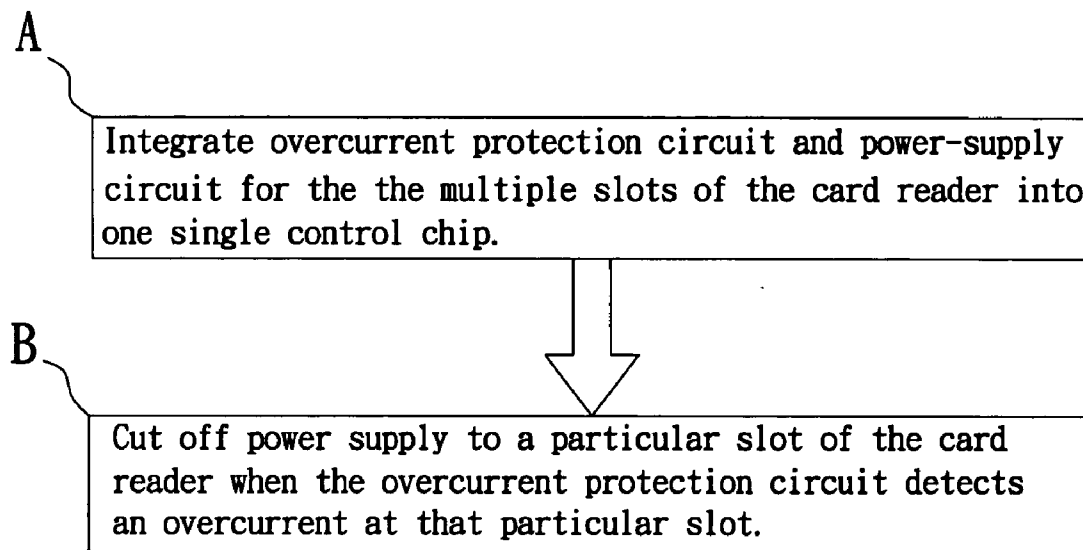 A
Integrate overcurrent protection circuit and power-supply
circuit for the the multiple slots of the card reader into
one single control chip.
B
Cut off power supply to a particular slot of the card
reader when the overcurrent protection circuit detects
an overcurrent at that particular slot.